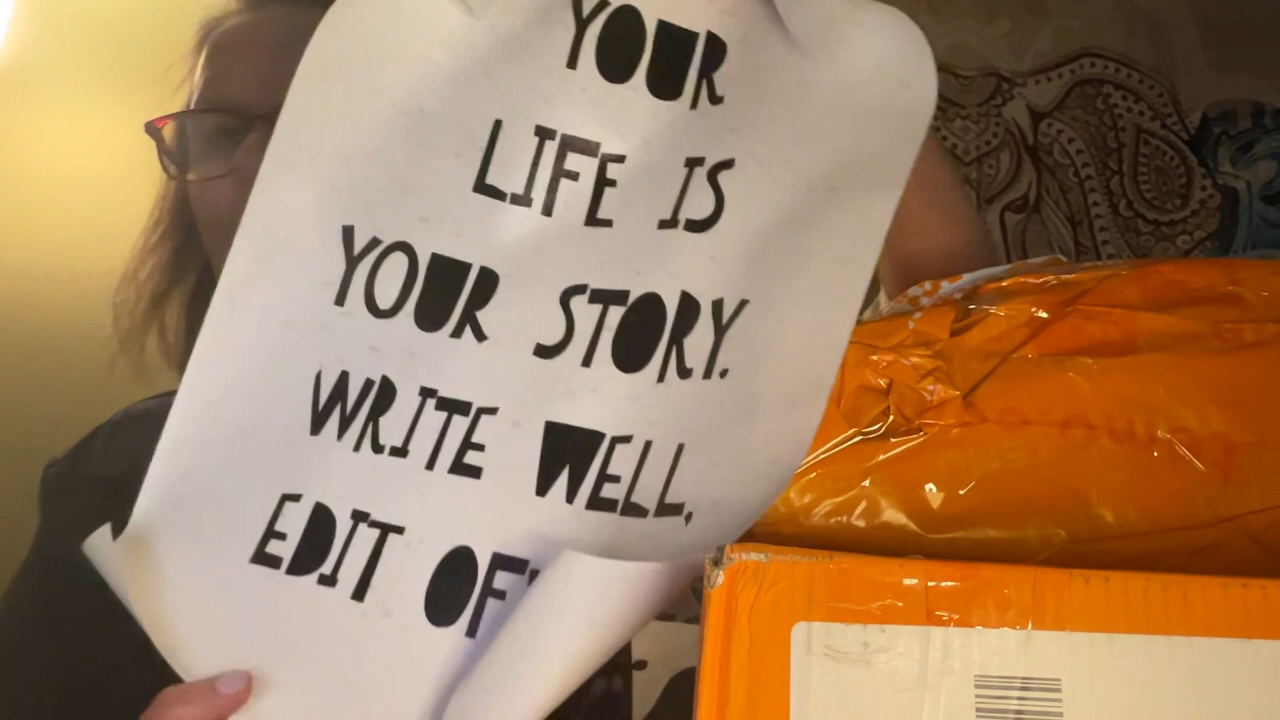 YOUR
LIFE IS
YOUR STORY.
WRITE WELL,
EDIT OF